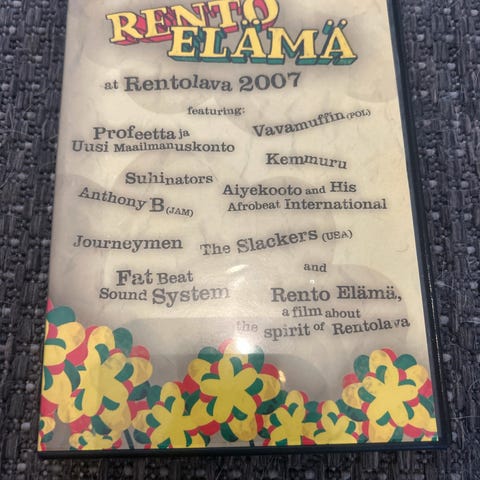 RENTO
ELÄMÄ
at Rentolava 2007
featuring:
Profeetta ja
Uusi Maailmanuskonto
Vavamuffin (POL)
Kemmuru
Suhinators
Aiyekooto and His
Afrobeat International
Anthony B (JAM)
Journeymen
The Slackers (USA)
Fat Beat
Sound System
and
Rento Elämä,
a film about
the spirit of Rentolava